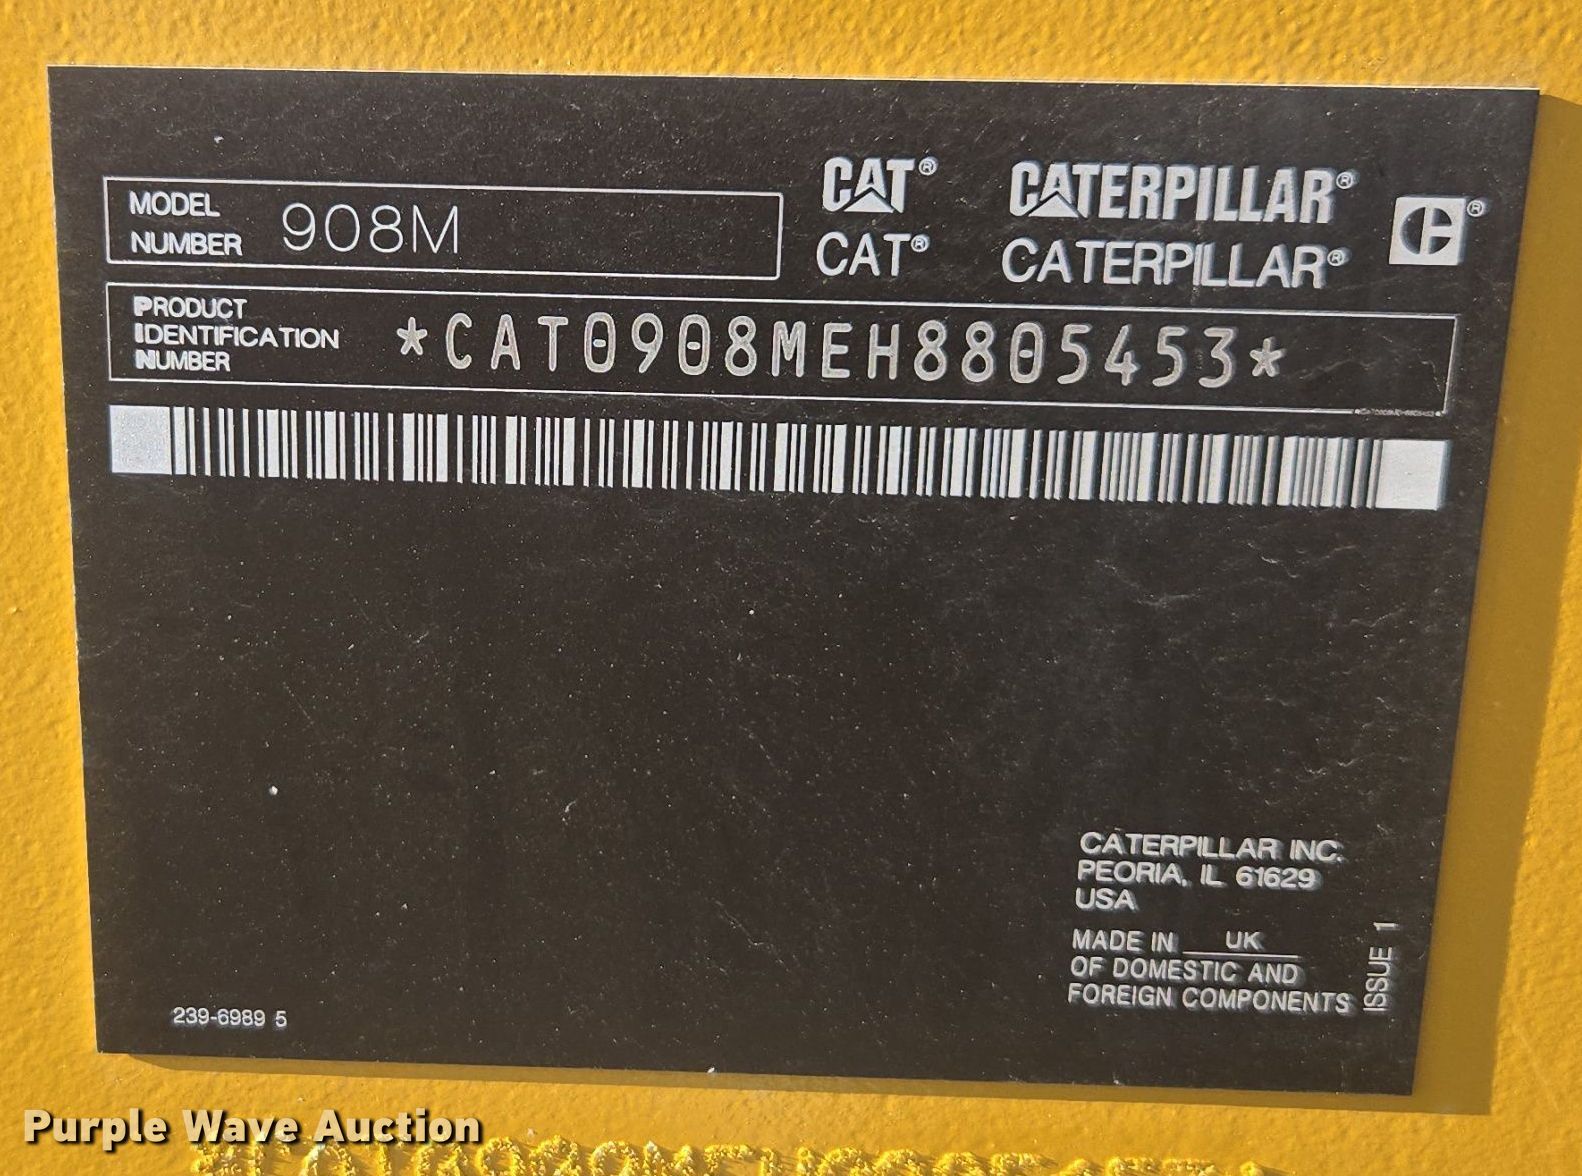 MODEL
NUMBER 908M
CAT® CATERPILLAR®
CAT® CATERPILLAR®
PRODUCT
IDENTIFICATION
NUMBER
*CAT0908MEH8805453*
CATERPILLAR INC.
PEORIA, IL 61629
USA
MADE IN UK
OF DOMESTIC AND
FOREIGN COMPONENTS
ISSUE 1
239-6989 5
Purple Wave Auction